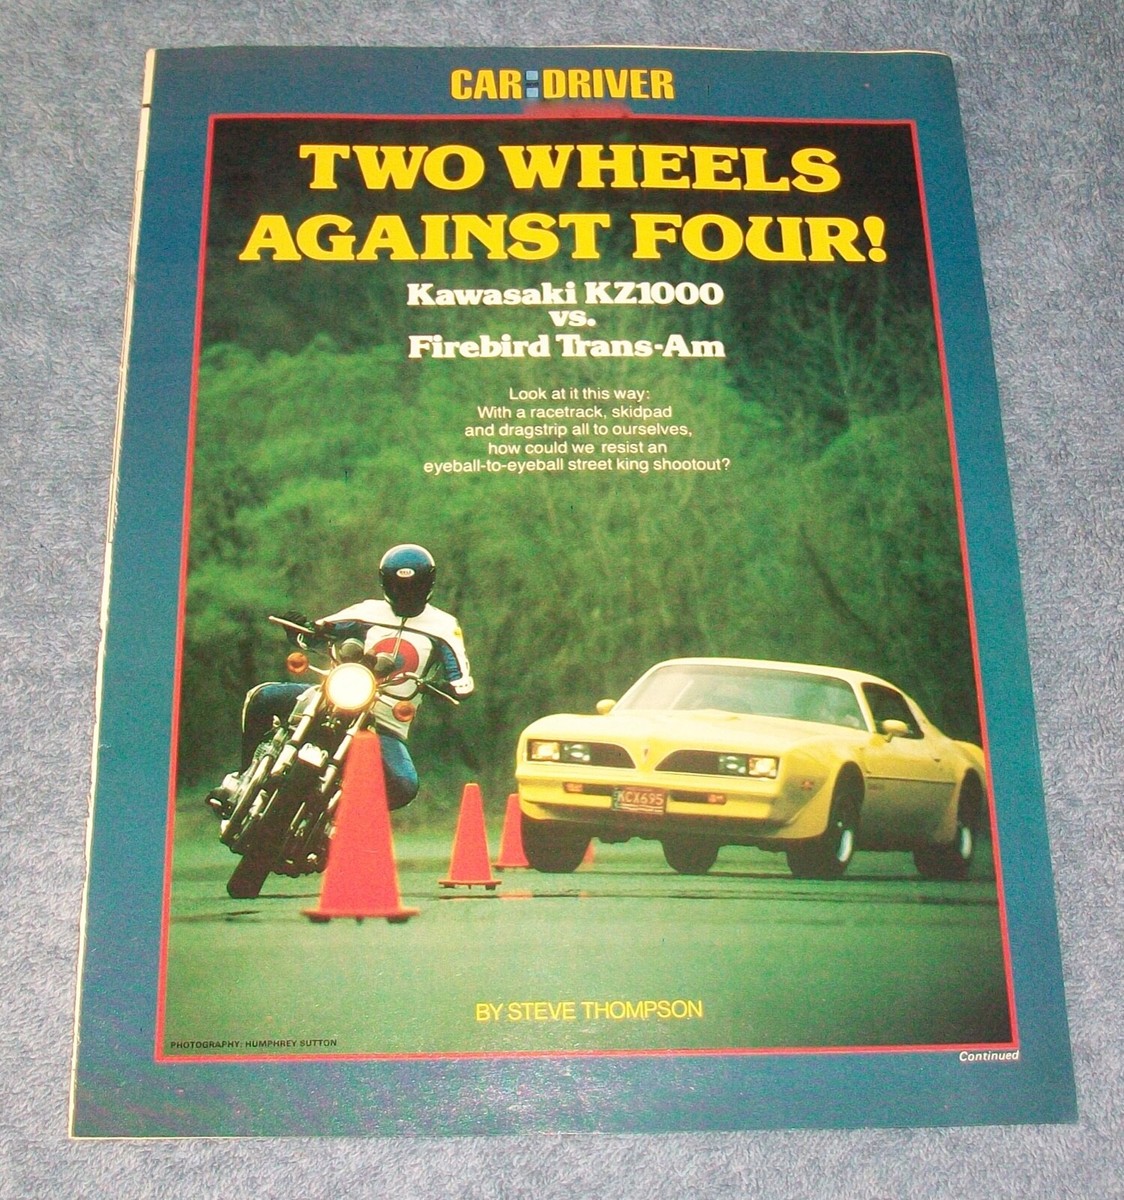 CAR DRIVER
TWO WHEELS
AGAINST FOUR!
Kawasaki KZ1000
vs.
Firebird Trans-Am
Look at it this way:
With a racetrack, skidpad
and dragstrip all to ourselves,
how could we resist an
eyeball-to-eyeball street king shootout?
BELL
KCX695
BY STEVE THOMPSON
PHOTOGRAPHY: HUMPHREY SUTTON
Continued